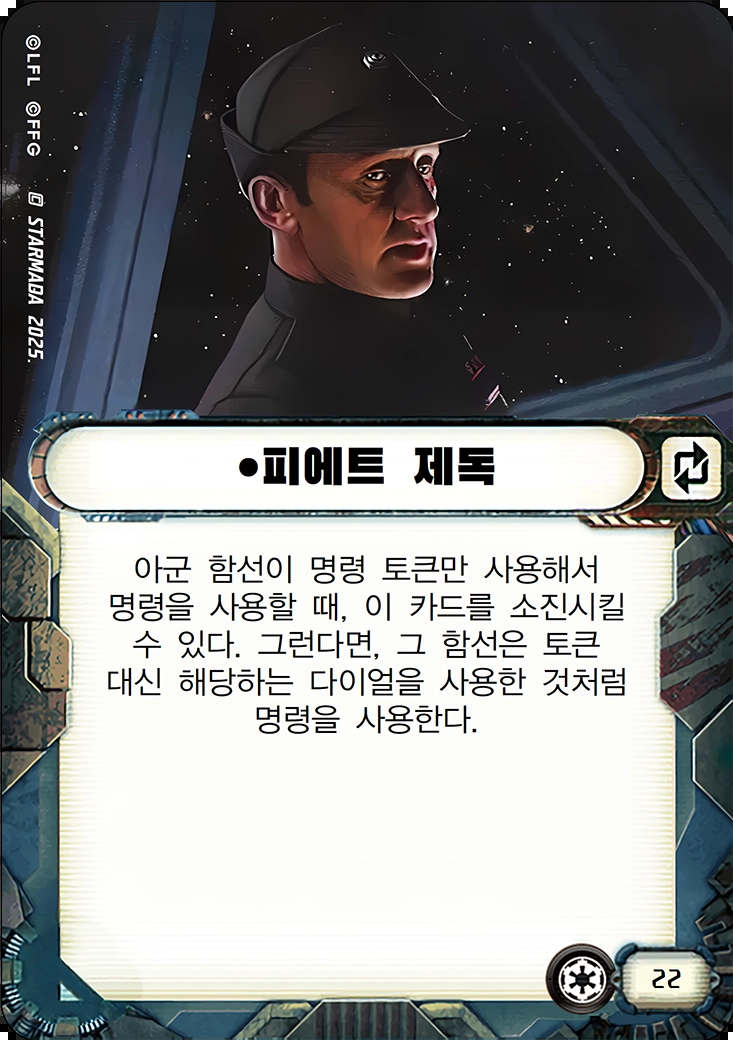 ©LFL ©FFG 🄯 STARMADA 2025.
•피에트 제독
아군 함선이 명령 토큰만 사용해서
명령을 사용할 때, 이 카드를 소진시킬
수 있다. 그런다면, 그 함선은 토큰
대신 해당하는 다이얼을 사용한 것처럼
명령을 사용한다.
22